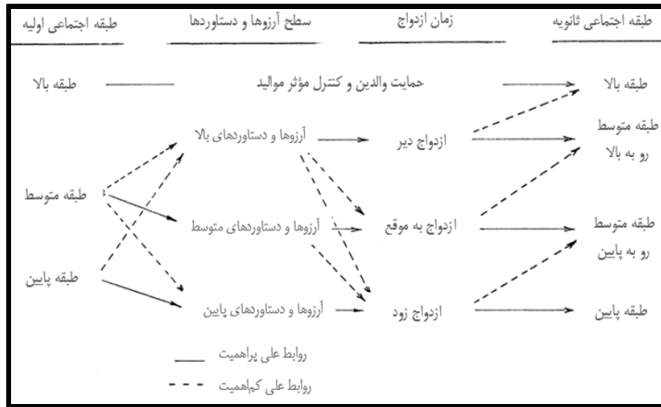 طبقه اجتماعی اولیه
سطح آرزوها و دستاوردها
زمان ازدواج
طبقه اجتماعی ثانویه
طبقه بالا
حمایت والدین و کنترل مؤثر موالید
طبقه بالا
آرزوها و دستاوردهای بالا
ازدواج دیر
طبقه متوسط
رو به بالا
طبقه متوسط
آرزوها و دستاوردهای متوسط
ازدواج به موقع
طبقه متوسط
رو به پایین
طبقه پایین
آرزوها و دستاوردهای پایین
ازدواج زود
طبقه پایین
روابط علی پراهمیت
روابط علی کم‌اهمیت